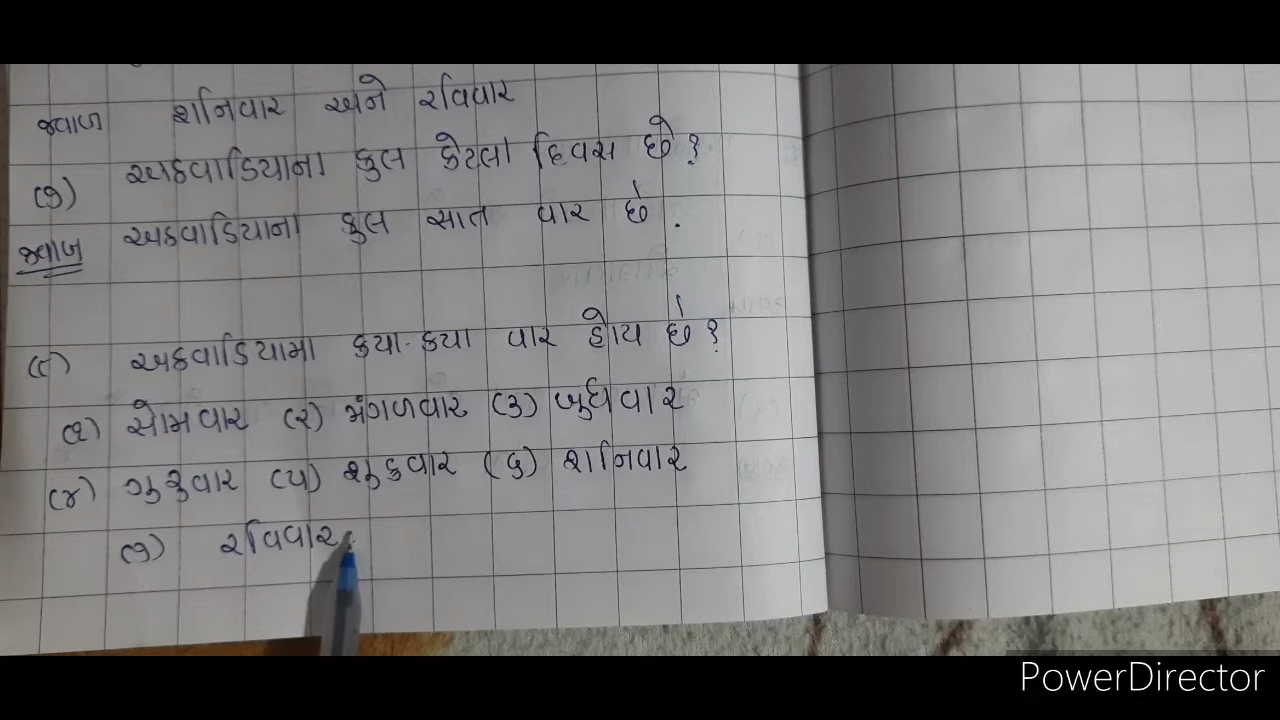 જવાબ શનિવાર અને રવિવાર
(૭) અઠવાડિયાના કુલ કેટલા દિવસ છે?
જવાબ અઠવાડિયાના કુલ સાત વાર છે.
(૮) અઠવાડિયામા કયા-કયા વાર હોય છે?
(૧) સોમવાર (૨) મંગળવાર (૩) બુધવાર
(૪) ગુરુવાર (૫) શુક્રવાર (૬) શનિવાર
(૭) રવિવાર.
PowerDirector